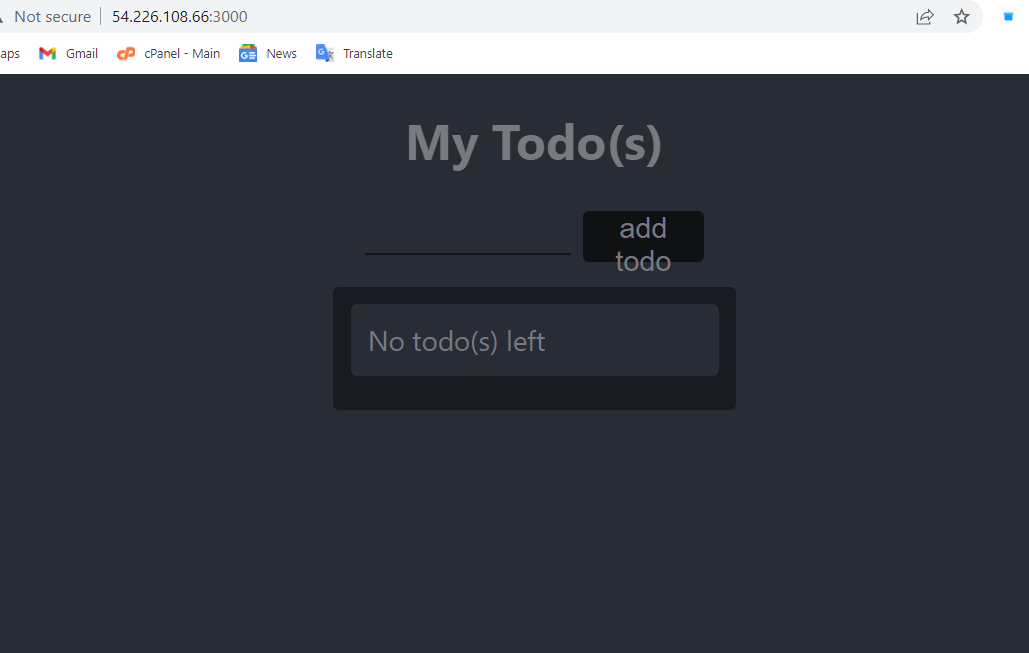 Not secure 54.226.108.66:3000
aps Gmail cPanel - Main News Translate
My Todo(s)
add
todo
No todo(s) left